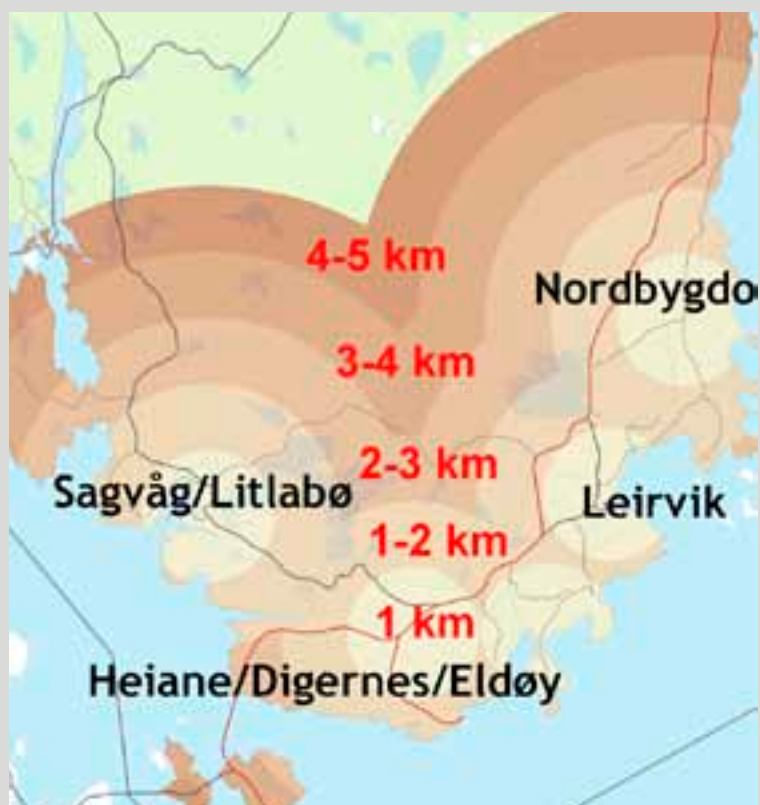 4-5 km
Nordbygdo
3-4 km
2-3 km
Sagvåg/Litlabø
Leirvik
1-2 km
1 km
Heiane/Digernes/Eldøy